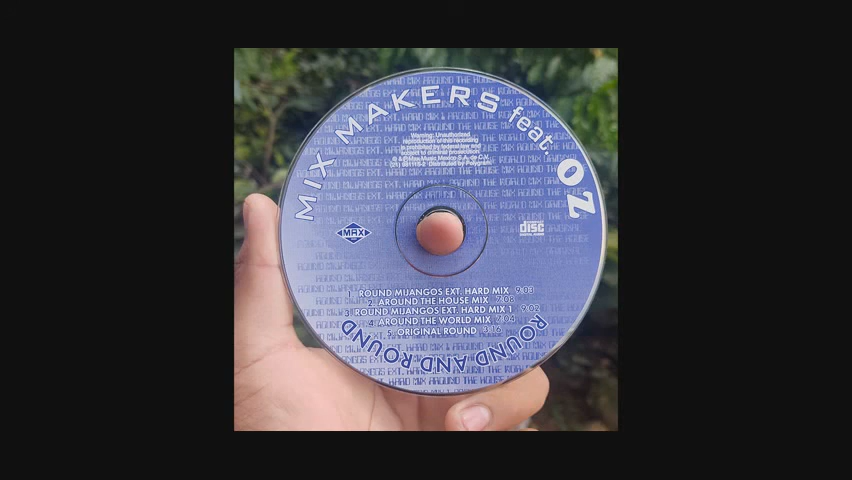 MIX MAKERS feat. OZ
Warning: Unauthorized
reproduction of this recording
is prohibited by federal law and
subject to criminal prosecution.
Max Music Mexico S.A. de C.V.
Distributed by Polygram
MAX
disc
1. ROUND MIJANGOS EXT. HARD MIX 9:03
2. AROUND THE HOUSE MIX 7:08
3. ROUND MIJANGOS EXT. HARD MIX 1 9:02
4. AROUND THE WORLD MIX 7:04
5. ORIGINAL ROUND 3:16
ROUND AND ROUND